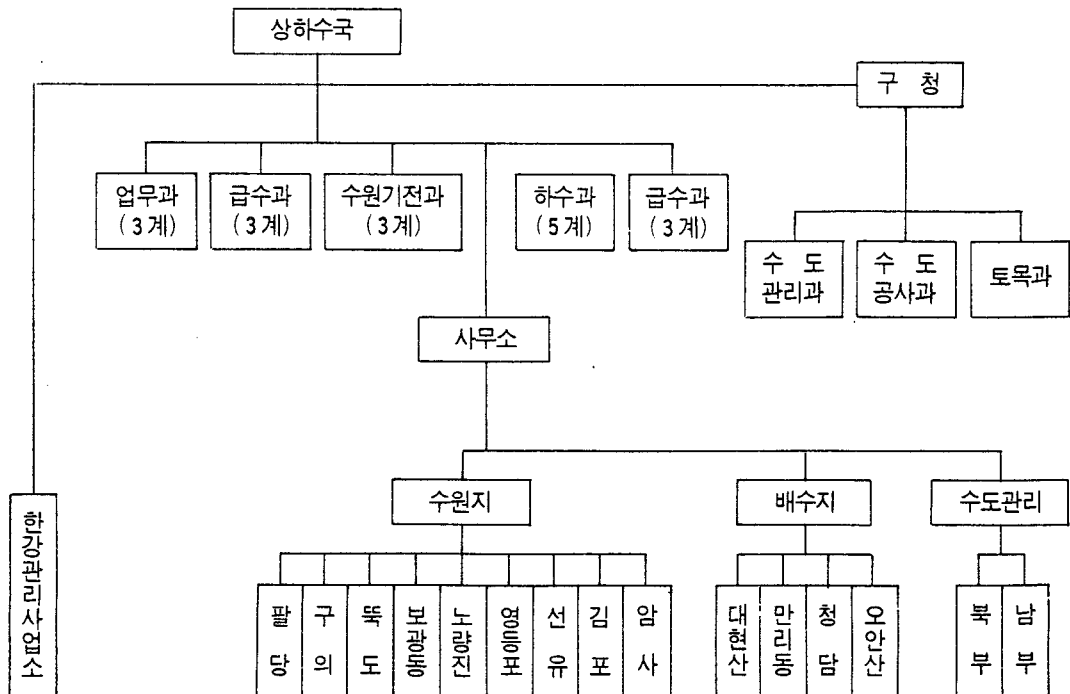 상하수국
구 청
업무과
(3계)
급수과
(3계)
수원기전과
(3계)
하수과
(5계)
급수과
(3계)
수 도
관리과
수 도
공사과
토목과
사무소
수원지
배수지
수도관리
한강관리사업소
팔당
구의
뚝도
보광동
노량진
영등포
선유
김포
암사
대현산
만리동
청담
오안산
북부
남부